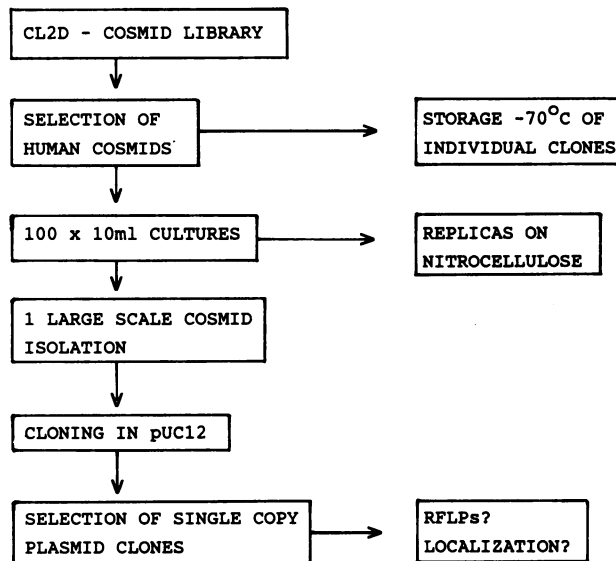 CL2D - COSMID LIBRARY
SELECTION OF
HUMAN COSMIDS
STORAGE -70°C OF
INDIVIDUAL CLONES
100 x 10ml CULTURES
REPLICAS ON
NITROCELLULOSE
1 LARGE SCALE COSMID
ISOLATION
CLONING IN pUC12
SELECTION OF SINGLE COPY
PLASMID CLONES
RFLPs?
LOCALIZATION?